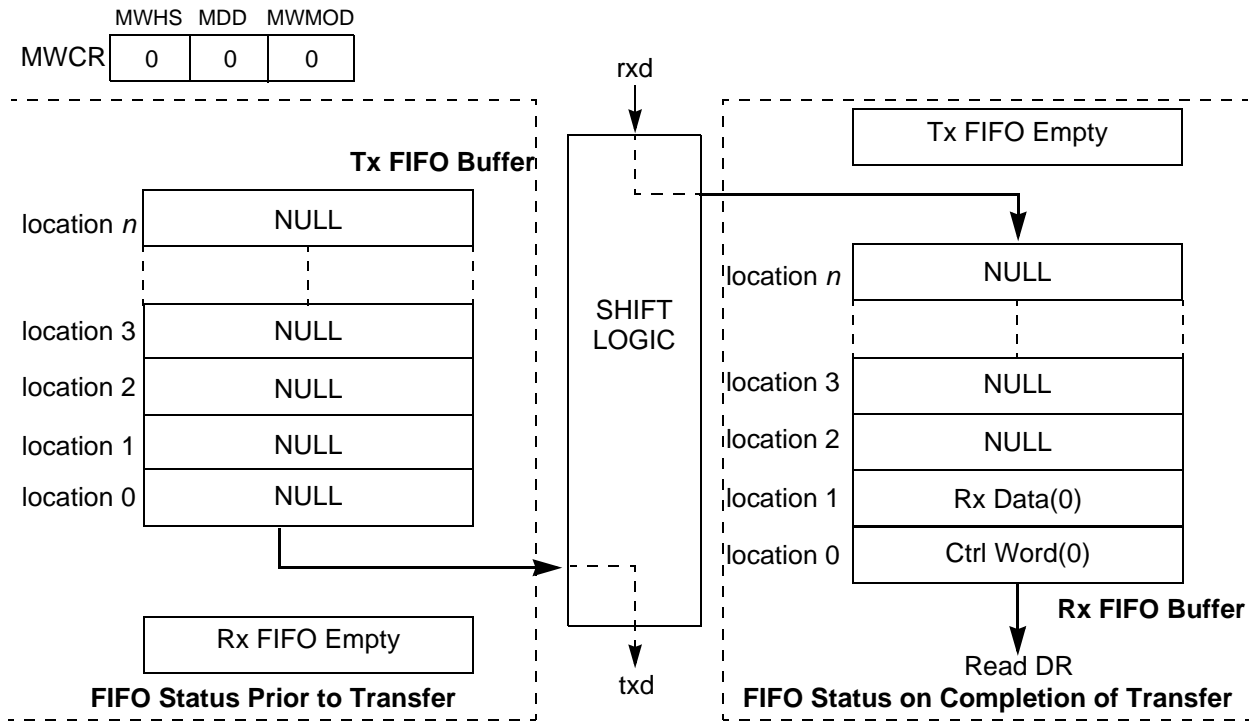 MWHS MDD MWMOD
MWCR 0 0 0
rxd
Tx FIFO Buffer
location n NULL
location 3 NULL
location 2 NULL
location 1 NULL
location 0 NULL
Rx FIFO Empty
FIFO Status Prior to Transfer
SHIFT
LOGIC
txd
Tx FIFO Empty
location n NULL
location 3 NULL
location 2 NULL
location 1 Rx Data(0)
location 0 Ctrl Word(0)
Rx FIFO Buffer
Read DR
FIFO Status on Completion of Transfer